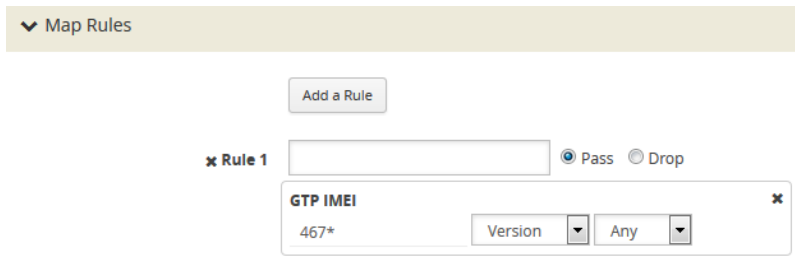 Map Rules
Add a Rule
Rule 1 Pass Drop
GTP IMEI
467* Version Any